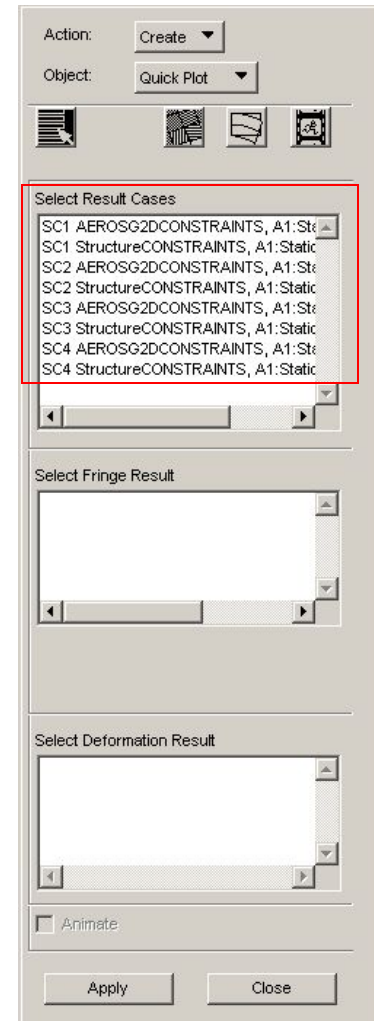 Action: Create
Object: Quick Plot
Select Result Cases
SC1 AEROSG2DCONSTRAINTS, A1:Sta
SC1 StructureCONSTRAINTS, A1:Static
SC2 AEROSG2DCONSTRAINTS, A1:Sta
SC2 StructureCONSTRAINTS, A1:Static
SC3 AEROSG2DCONSTRAINTS, A1:Sta
SC3 StructureCONSTRAINTS, A1:Static
SC4 AEROSG2DCONSTRAINTS, A1:Sta
SC4 StructureCONSTRAINTS, A1:Static
Select Fringe Result
Select Deformation Result
Animate
Apply Close